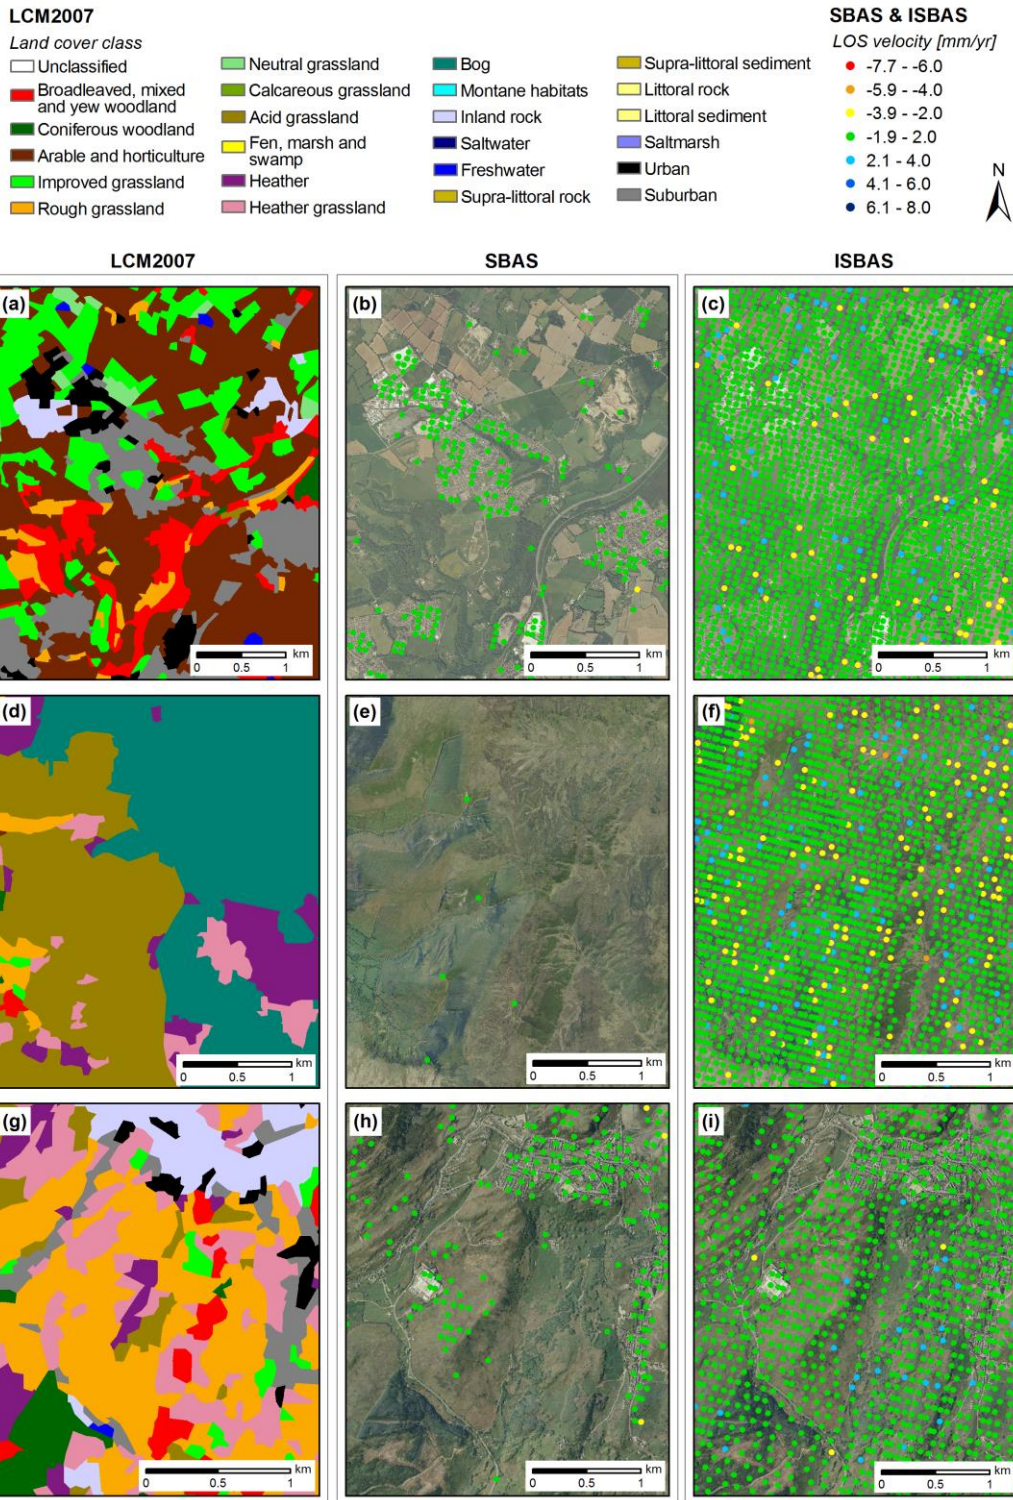 LCM2007
Land cover class
Unclassified
Broadleaved, mixed
and yew woodland
Coniferous woodland
Arable and horticulture
Improved grassland
Rough grassland
Neutral grassland
Calcareous grassland
Acid grassland
Fen, marsh and
swamp
Heather
Heather grassland
Bog
Montane habitats
Inland rock
Saltwater
Freshwater
Supra-littoral rock
Supra-littoral sediment
Littoral rock
Littoral sediment
Saltmarsh
Urban
Suburban
SBAS & ISBAS
LOS velocity [mm/yr]
-7.7 - -6.0
-5.9 - -4.0
-3.9 - -2.0
-1.9 - 2.0
2.1 - 4.0
4.1 - 6.0
6.1 - 8.0
N
LCM2007 SBAS ISBAS
(a) (b) (c)
km km km
0 0.5 1 0 0.5 1 0 0.5 1
(d) (e) (f)
km km km
0 0.5 1 0 0.5 1 0 0.5 1
(g) (h) (i)
km km km
0 0.5 1 0 0.5 1 0 0.5 1